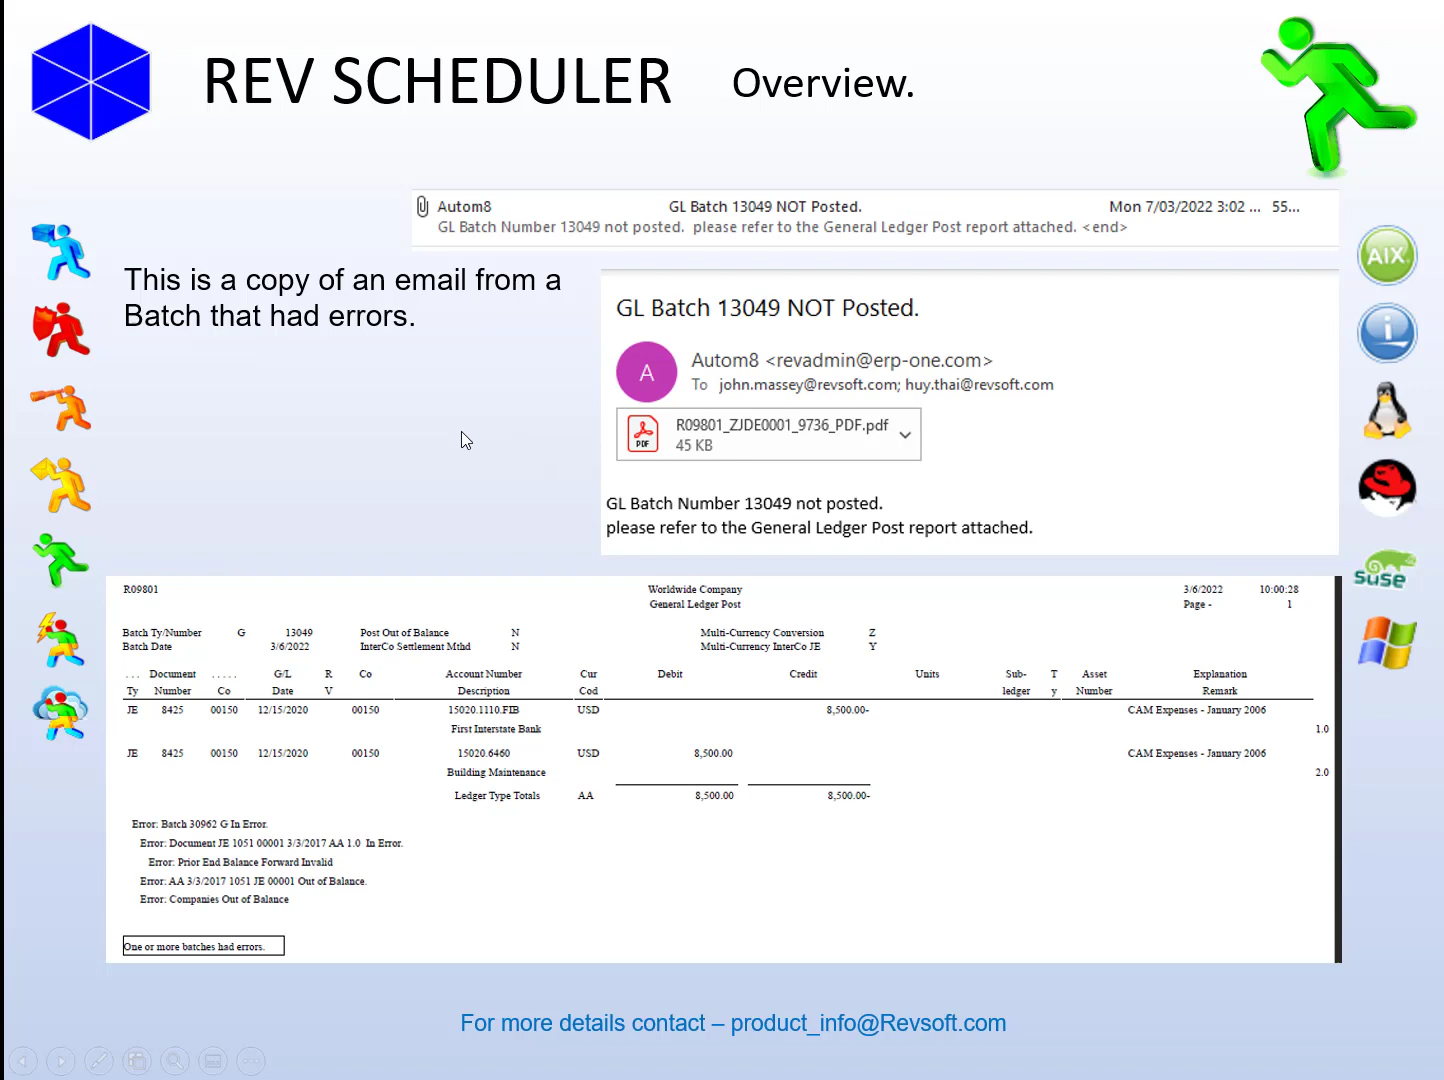 REV SCHEDULER Overview.
Autom8 GL Batch 13049 NOT Posted. Mon 7/03/2022 3:02 ... 55...
GL Batch Number 13049 not posted. please refer to the General Ledger Post report attached. <end>
This is a copy of an email from a
Batch that had errors.
GL Batch 13049 NOT Posted.
A
Autom8 <revadmin@erp-one.com>
To john.massey@revsoft.com; huy.thai@revsoft.com
PDF
R09801_ZJDE0001_9736_PDF.pdf
45 KB
GL Batch Number 13049 not posted.
please refer to the General Ledger Post report attached.
AIX
i
SUSE
R09801 Worldwide Company 3/6/2022 10:00:28
General Ledger Post Page - 1
Batch Ty/Number G 13049 Post Out of Balance N Multi-Currency Conversion Z
Batch Date 3/6/2022 InterCo Settlement Mthd N Multi-Currency InterCo JE Y
. . . Document . . . . . G/L R Co Account Number Cur Debit Credit Units Sub- T Asset Explanation
Ty Number Co Date V Description Cod ledger y Number Remark
JE 8425 00150 12/15/2020 00150 15020.1110.FIB USD 8,500.00- CAM Expenses - January 2006
First Interstate Bank 1.0
JE 8425 00150 12/15/2020 00150 15020.6460 USD 8,500.00 CAM Expenses - January 2006
Building Maintenance 2.0
Ledger Type Totals AA 8,500.00 8,500.00-
Error: Batch 30962 G In Error.
Error: Document JE 1051 00001 3/3/2017 AA 1.0 In Error.
Error: Prior End Balance Forward Invalid
Error: AA 3/3/2017 1051 JE 00001 Out of Balance.
Error: Companies Out of Balance
One or more batches had errors.
For more details contact – product_info@Revsoft.com